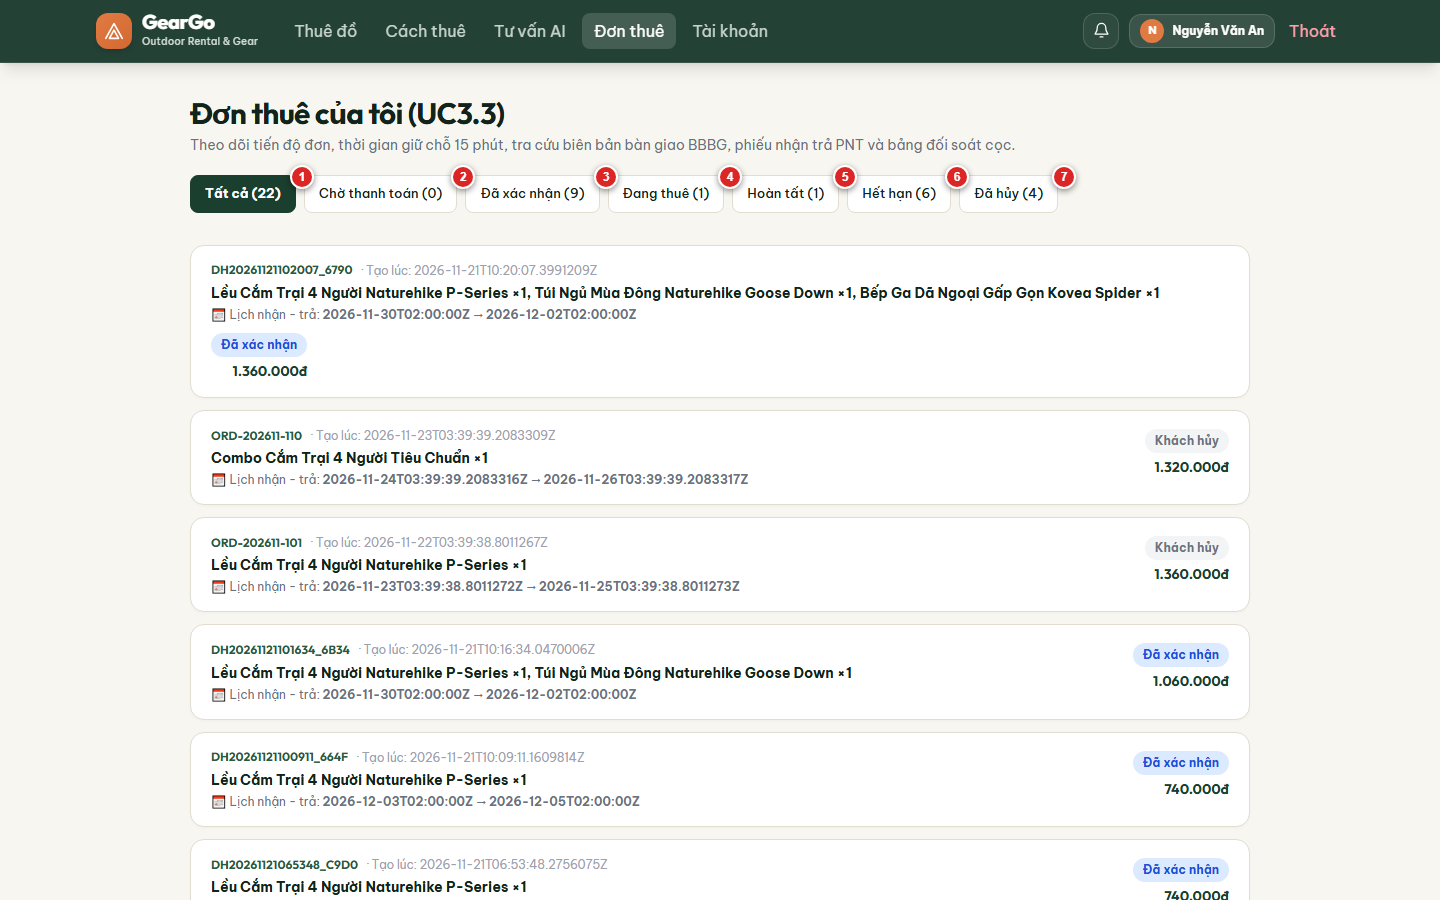 GearGo
Outdoor Rental & Gear
Thuê đồ
Cách thuê
Tư vấn AI
Đơn thuê
Tài khoản
N
Nguyễn Văn An
Thoát
Đơn thuê của tôi (UC3.3)
Theo dõi tiến độ đơn, thời gian giữ chỗ 15 phút, tra cứu biên bản bàn giao BBBG, phiếu nhận trả PNT và bảng đối soát cọc.
Tất cả (22)
1
Chờ thanh toán (0)
2
Đã xác nhận (9)
3
Đang thuê (1)
4
Hoàn tất (1)
5
Hết hạn (6)
6
Đã hủy (4)
7
DH20261121102007_6790 · Tạo lúc: 2026-11-21T10:20:07.3991209Z
Lều Cắm Trại 4 Người Naturehike P-Series ×1, Túi Ngủ Mùa Đông Naturehike Goose Down ×1, Bếp Ga Dã Ngoại Gấp Gọn Kovea Spider ×1
Lịch nhận - trả: 2026-11-30T02:00:00Z → 2026-12-02T02:00:00Z
Đã xác nhận
1.360.000đ
ORD-202611-110 · Tạo lúc: 2026-11-23T03:39:39.2083309Z
Combo Cắm Trại 4 Người Tiêu Chuẩn ×1
Lịch nhận - trả: 2026-11-24T03:39:39.2083316Z → 2026-11-26T03:39:39.2083317Z
Khách hủy
1.320.000đ
ORD-202611-101 · Tạo lúc: 2026-11-22T03:39:38.8011267Z
Lều Cắm Trại 4 Người Naturehike P-Series ×1
Lịch nhận - trả: 2026-11-23T03:39:38.8011272Z → 2026-11-25T03:39:38.8011273Z
Khách hủy
1.360.000đ
DH20261121101634_6B34 · Tạo lúc: 2026-11-21T10:16:34.0470006Z
Lều Cắm Trại 4 Người Naturehike P-Series ×1, Túi Ngủ Mùa Đông Naturehike Goose Down ×1
Lịch nhận - trả: 2026-11-30T02:00:00Z → 2026-12-02T02:00:00Z
Đã xác nhận
1.060.000đ
DH20261121100911_664F · Tạo lúc: 2026-11-21T10:09:11.1609814Z
Lều Cắm Trại 4 Người Naturehike P-Series ×1
Lịch nhận - trả: 2026-12-03T02:00:00Z → 2026-12-05T02:00:00Z
Đã xác nhận
740.000đ
DH20261121065348_C9D0 · Tạo lúc: 2026-11-21T06:53:48.2756075Z
Lều Cắm Trại 4 Người Naturehike P-Series ×1
Đã xác nhận
740.000đ